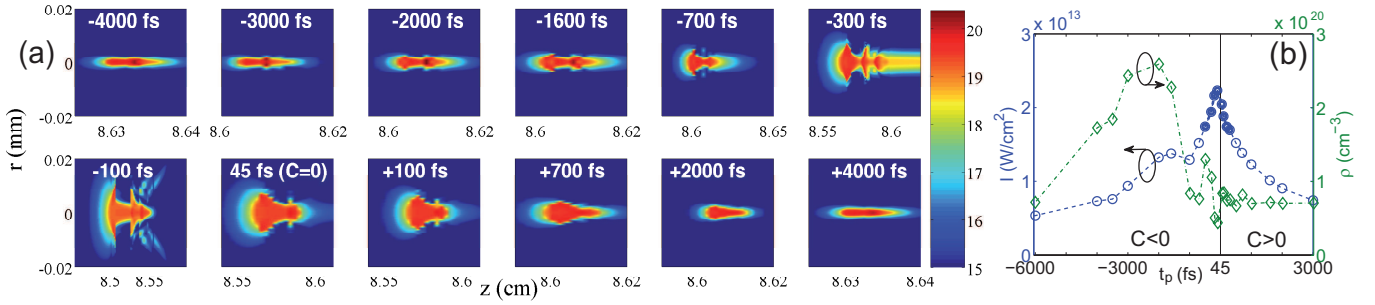 (a)
r (mm)
0.02
0
-0.02
-4000 fs
-3000 fs
-2000 fs
-1600 fs
-700 fs
-300 fs
8.63 8.64
8.6 8.62
8.6 8.62
8.6 8.62
8.6 8.65
8.55 8.6
0.02
0
-0.02
-100 fs
45 fs (C=0)
+100 fs
+700 fs
+2000 fs
+4000 fs
8.5 8.55
8.6
8.6
8.6 8.62
8.6 8.62
8.63 8.64
z (cm)
20
19
18
17
16
15
(b)
x 10^13
x 10^20
I (W/cm^2)
3
2
1
0
ρ (cm^-3)
3
2
1
0
C<0
C>0
-6000 -3000 45 3000
t_p (fs)